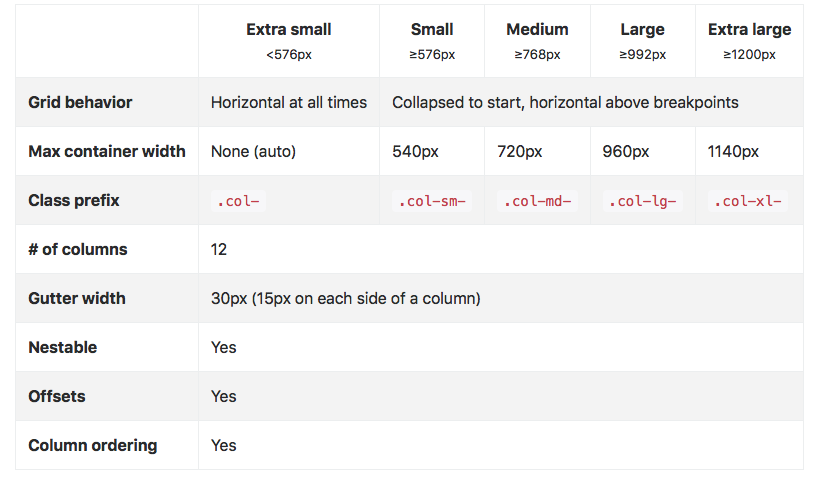 Extra small Small Medium Large Extra large
<576px ≥576px ≥768px ≥992px ≥1200px
Grid behavior Horizontal at all times Collapsed to start, horizontal above breakpoints
Max container width None (auto) 540px 720px 960px 1140px
Class prefix .col- .col-sm- .col-md- .col-lg- .col-xl-
# of columns 12
Gutter width 30px (15px on each side of a column)
Nestable Yes
Offsets Yes
Column ordering Yes